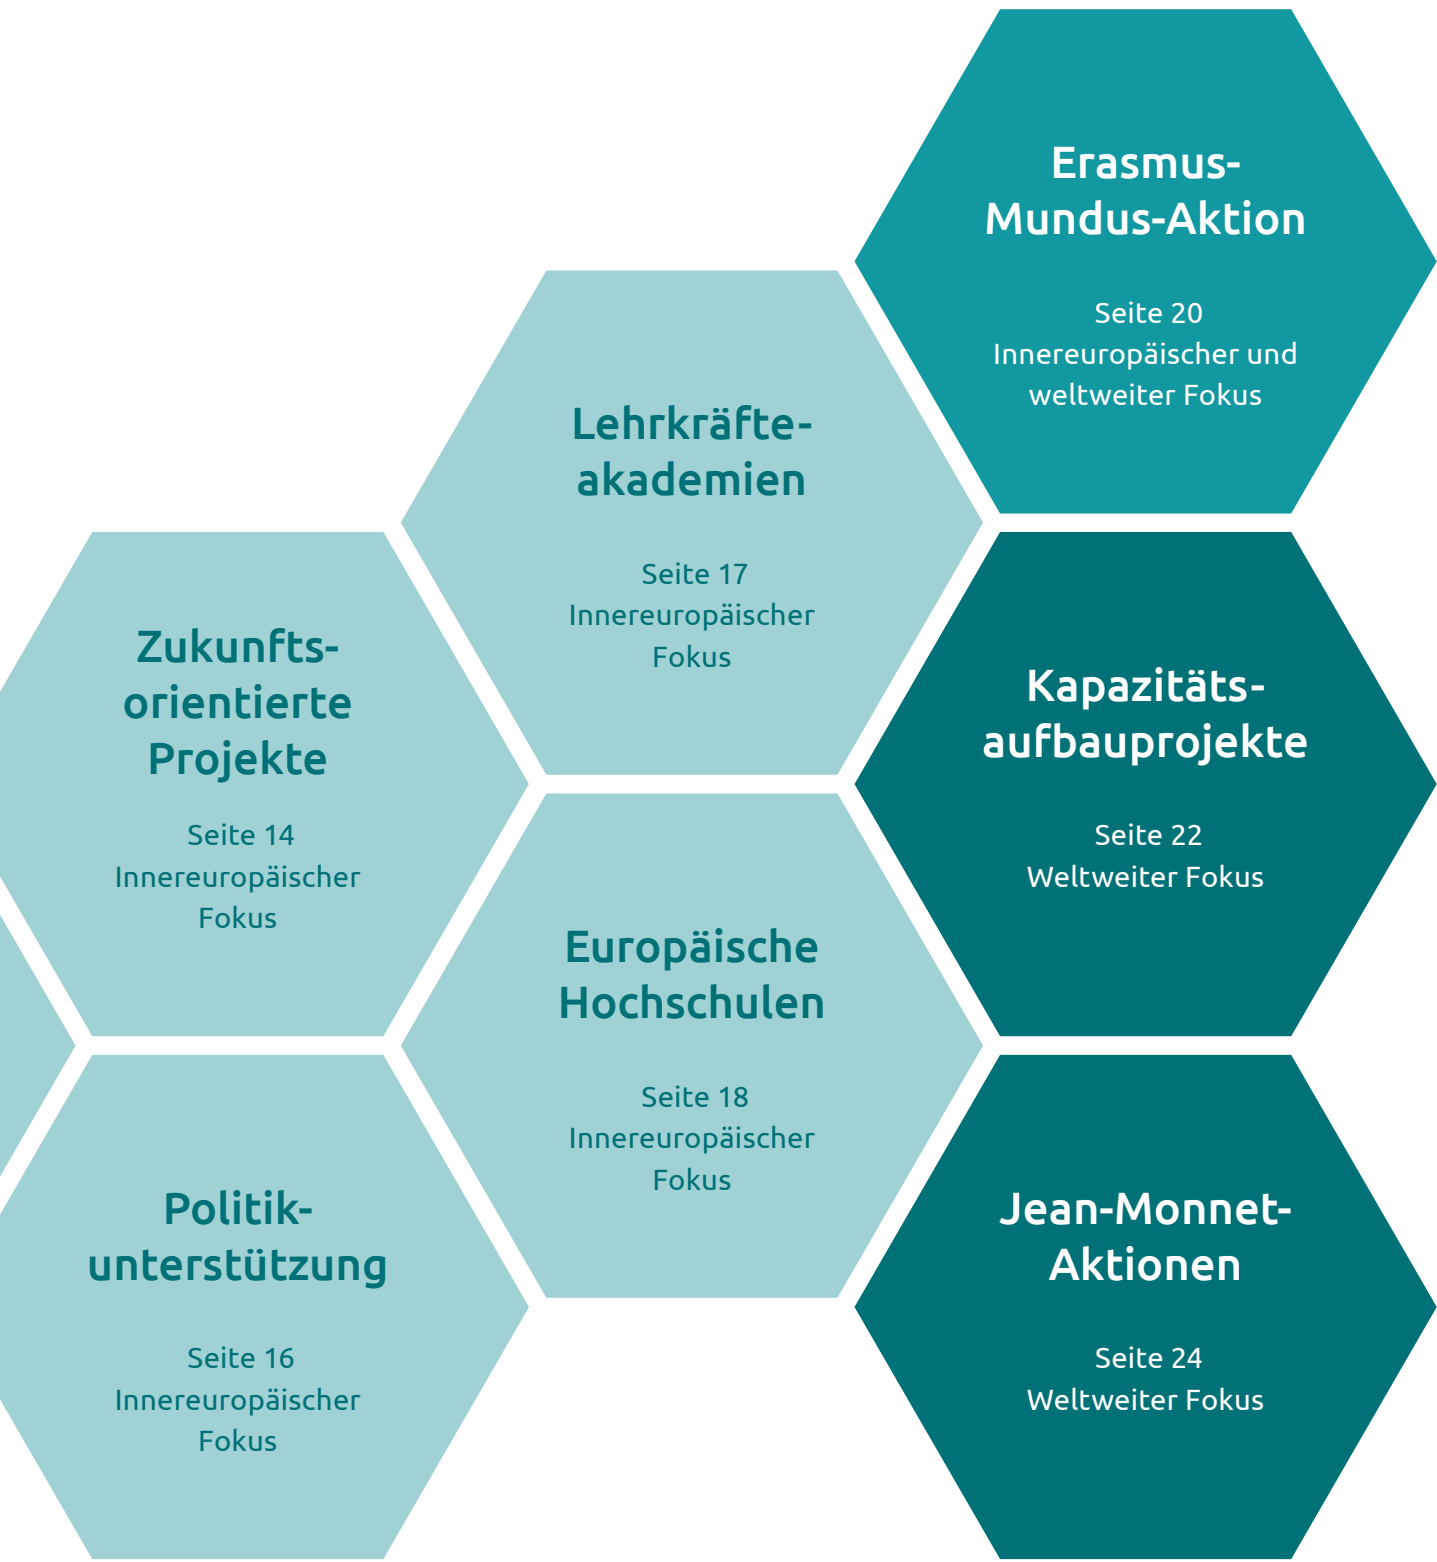 Erasmus-
Mundus-Aktion
Seite 20
Innereuropäischer und
weltweiter Fokus
Lehrkräfte-
akademien
Seite 17
Innereuropäischer
Fokus
Zukunfts-
orientierte
Projekte
Seite 14
Innereuropäischer
Fokus
Kapazitäts-
aufbauprojekte
Seite 22
Weltweiter Fokus
Europäische
Hochschulen
Seite 18
Innereuropäischer
Fokus
Politik-
unterstützung
Seite 16
Innereuropäischer
Fokus
Jean-Monnet-
Aktionen
Seite 24
Weltweiter Fokus